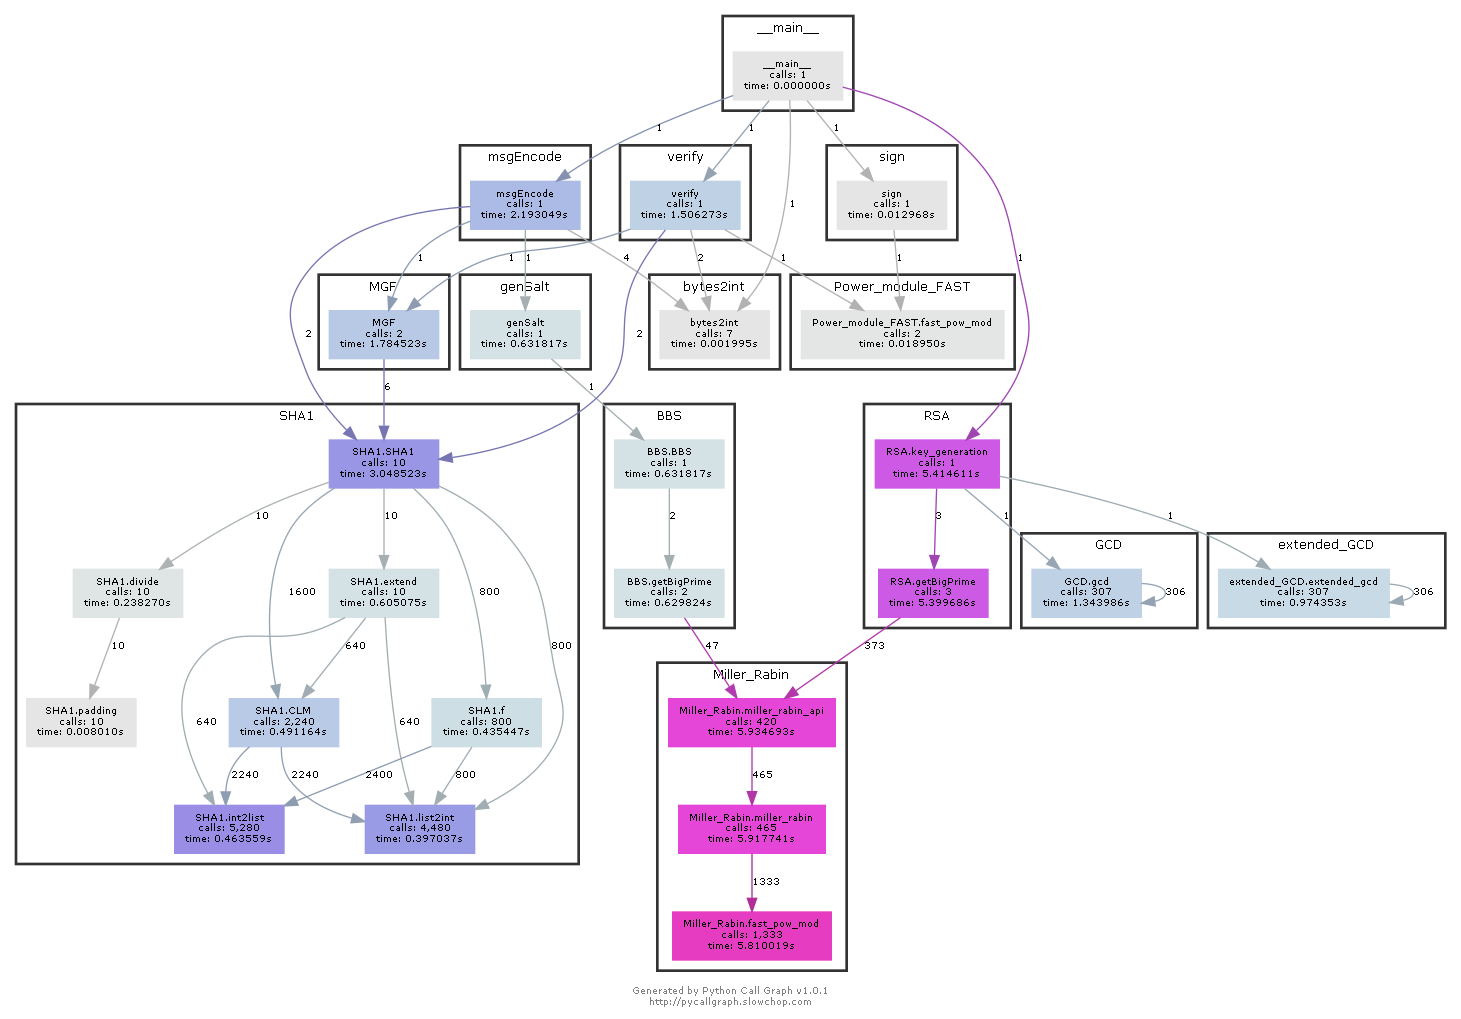 __main__
__main__
calls: 1
time: 0.000000s
1
1
1
1
1
msgEncode
msgEncode
calls: 1
time: 2.193049s
verify
verify
calls: 1
time: 1.506273s
sign
sign
calls: 1
time: 0.012968s
1
1
1
4
2
1
1
2
2
MGF
MGF
calls: 2
time: 1.784523s
genSalt
genSalt
calls: 1
time: 0.631817s
bytes2int
bytes2int
calls: 7
time: 0.001995s
Power_module_FAST
Power_module_FAST.fast_pow_mod
calls: 2
time: 0.018950s
6
1
SHA1
SHA1.SHA1
calls: 10
time: 3.048523s
BBS
BBS.BBS
calls: 1
time: 0.631817s
RSA
RSA.key_generation
calls: 1
time: 5.414611s
10
1600
10
800
800
2
3
1
1
SHA1.divide
calls: 10
time: 0.238270s
SHA1.extend
calls: 10
time: 0.605075s
BBS.getBigPrime
calls: 2
time: 0.629824s
RSA.getBigPrime
calls: 3
time: 5.399686s
GCD
GCD.gcd
calls: 307
time: 1.343986s
306
extended_GCD
extended_GCD.extended_gcd
calls: 307
time: 0.974353s
306
10
640
640
640
47
373
SHA1.padding
calls: 10
time: 0.008010s
SHA1.CLM
calls: 2,240
time: 0.491164s
SHA1.f
calls: 800
time: 0.435447s
Miller_Rabin
Miller_Rabin.miller_rabin_api
calls: 420
time: 5.934693s
2240
2240
2400
800
465
SHA1.int2list
calls: 5,280
time: 0.463559s
SHA1.list2int
calls: 4,480
time: 0.397037s
Miller_Rabin.miller_rabin
calls: 465
time: 5.917741s
1333
Miller_Rabin.fast_pow_mod
calls: 1,333
time: 5.810019s
Generated by Python Call Graph v1.0.1
http://pycallgraph.slowchop.com